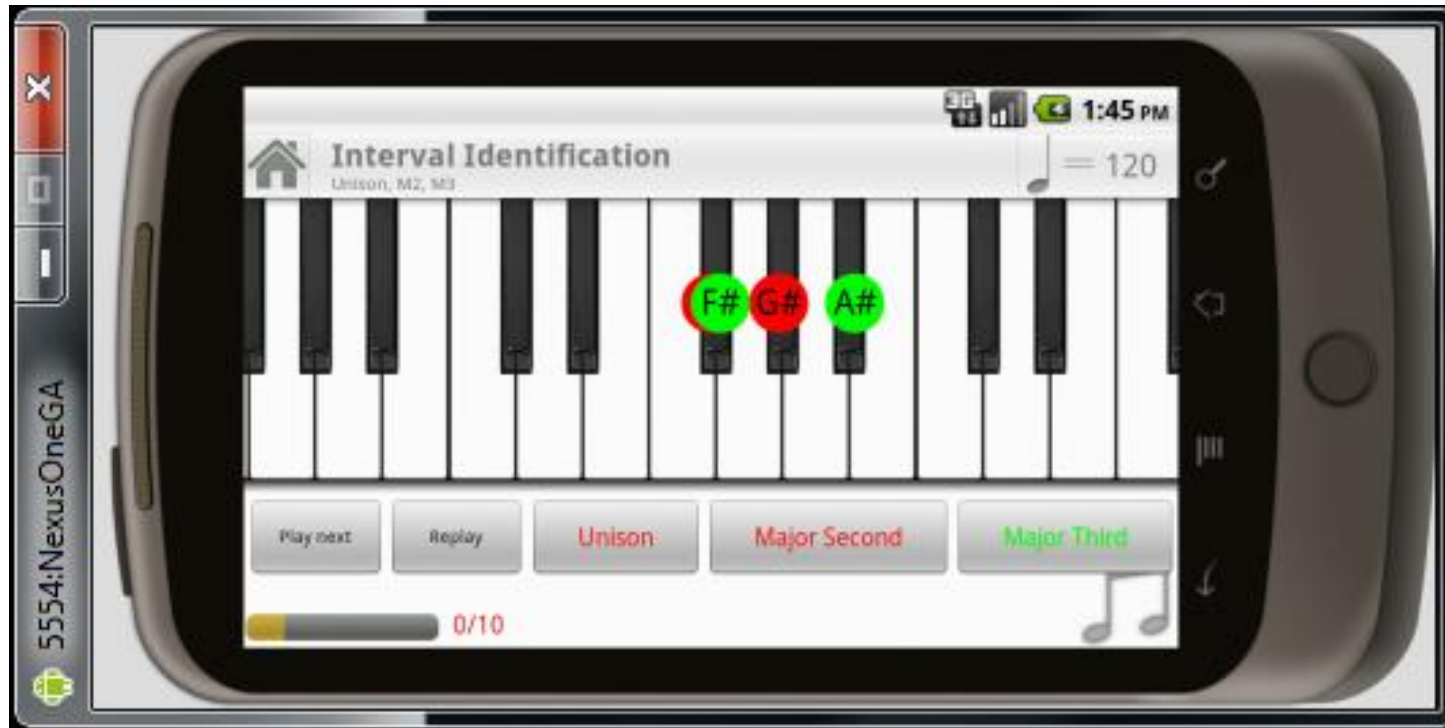 5554:NexusOneGA
3G
1:45 PM
Interval Identification
Unison, M2, M3
= 120
F# G# A#
Play next Replay Unison Major Second Major Third
0/10